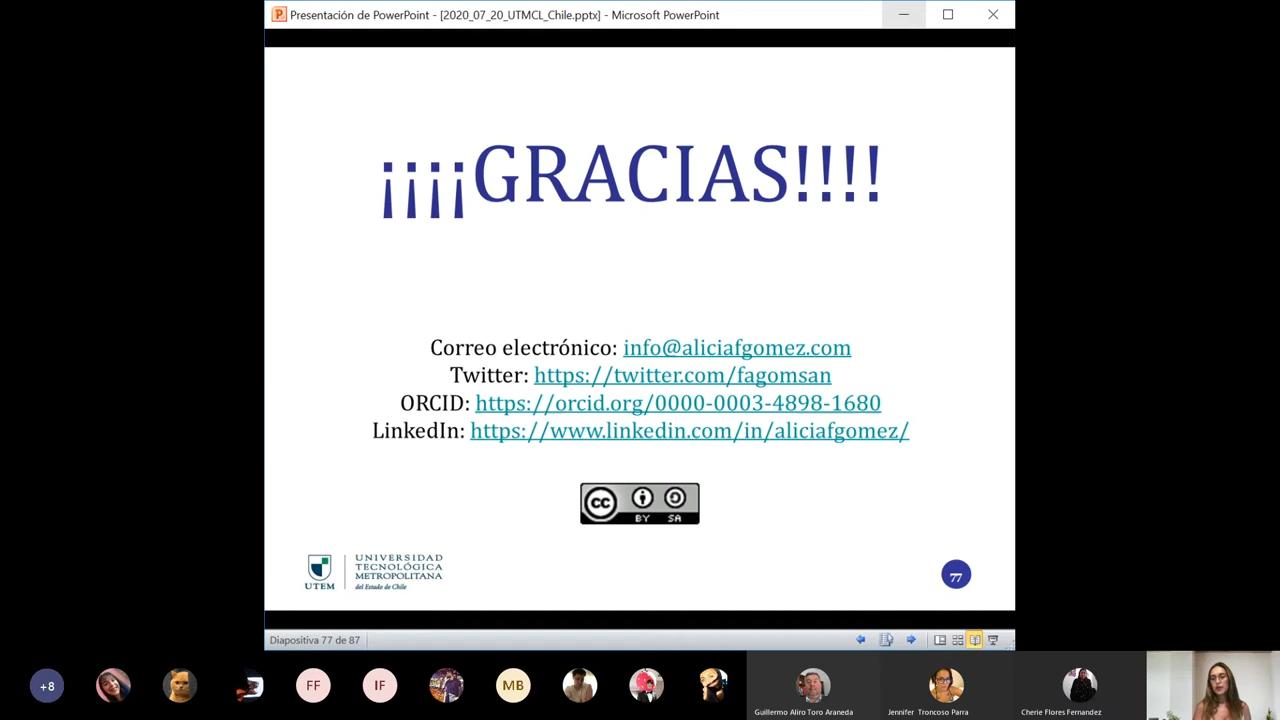 Presentación de PowerPoint - [2020_07_20_UTMCL_Chile.pptx] - Microsoft PowerPoint
¡¡¡¡GRACIAS!!!!
Correo electrónico: info@aliciafgomez.com
Twitter: https://twitter.com/fagomsan
ORCID: https://orcid.org/0000-0003-4898-1680
LinkedIn: https://www.linkedin.com/in/aliciafgomez/
CC BY SA
UTEM
UNIVERSIDAD
TECNOLÓGICA
METROPOLITANA
del Estado de Chile
77
Diapositiva 77 de 87
+8
FF
IF
MB
Guillermo Aliro Toro Araneda
Jennifer Troncoso Parra
Cherie Flores Fernandez